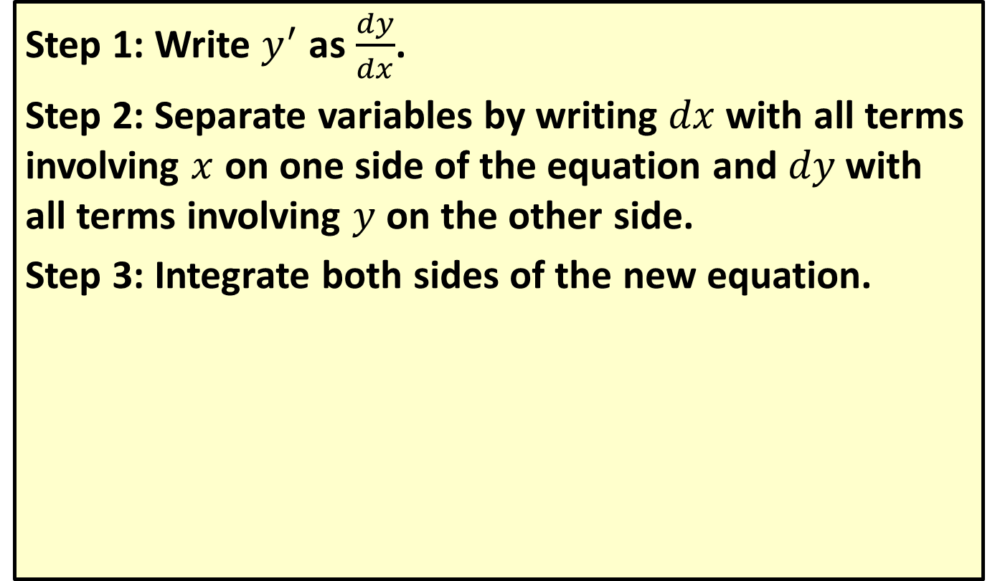 Step 1: Write y′ as dy/dx.
Step 2: Separate variables by writing dx with all terms
involving x on one side of the equation and dy with
all terms involving y on the other side.
Step 3: Integrate both sides of the new equation.